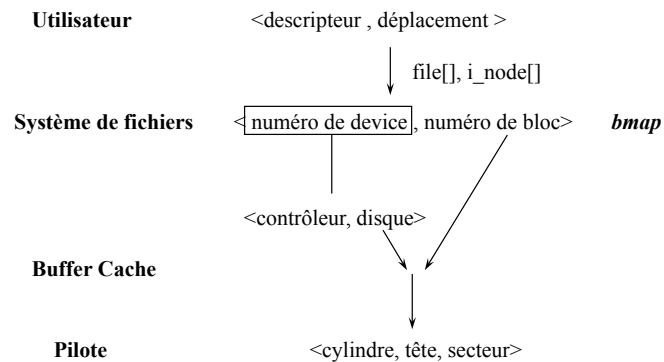 Utilisateur <descripteur , déplacement >
file[], i_node[]
Système de fichiers < numéro de device , numéro de bloc> bmap
<contrôleur, disque>
Buffer Cache
Pilote <cylindre, tête, secteur>